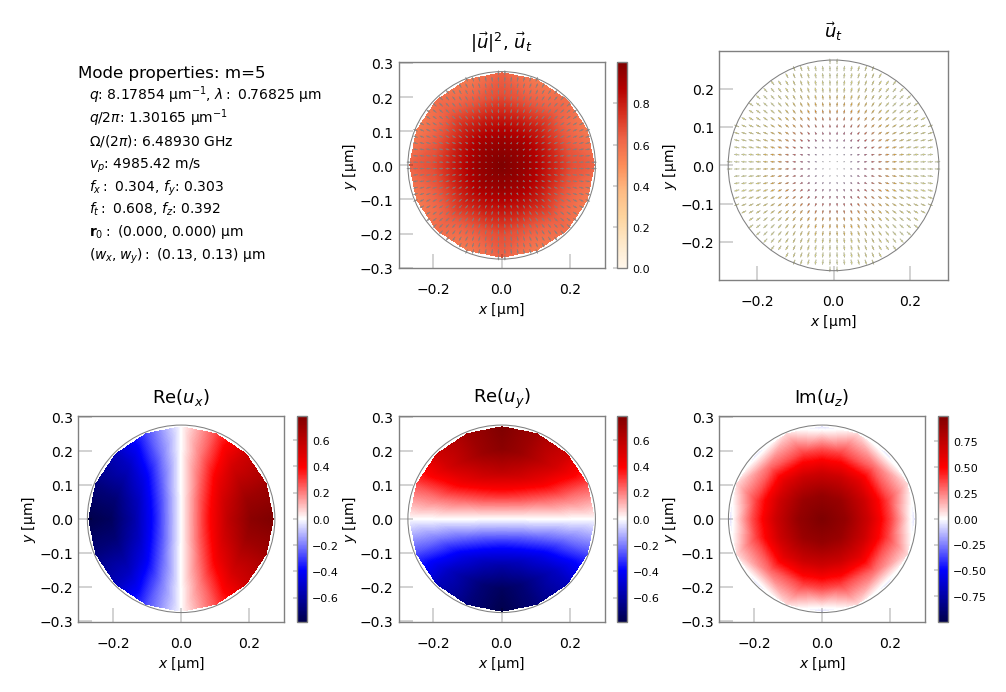 Mode properties: m=5
q: 8.17854 µm⁻¹, λ: 0.76825 µm
q/2π: 1.30165 µm⁻¹
Ω/(2π): 6.48930 GHz
v_p: 4985.42 m/s
f_x: 0.304, f_y: 0.303
f_t: 0.608, f_z: 0.392
r₀: (0.000, 0.000) µm
(w_x, w_y): (0.13, 0.13) µm
|u⃗|², u⃗_t
0.3
0.2
0.1
0.0
−0.1
−0.2
−0.3
y [µm]
−0.2 0.0 0.2
x [µm]
0.8
0.6
0.4
0.2
0.0
u⃗_t
0.2
0.1
0.0
−0.1
−0.2
y [µm]
−0.2 0.0 0.2
x [µm]
Re(u_x)
0.3
0.2
0.1
0.0
−0.1
−0.2
−0.3
y [µm]
−0.2 0.0 0.2
x [µm]
0.6
0.4
0.2
0.0
−0.2
−0.4
−0.6
Re(u_y)
0.3
0.2
0.1
0.0
−0.1
−0.2
−0.3
y [µm]
−0.2 0.0 0.2
x [µm]
0.6
0.4
0.2
0.0
−0.2
−0.4
−0.6
Im(u_z)
0.3
0.2
0.1
0.0
−0.1
−0.2
−0.3
y [µm]
−0.2 0.0 0.2
x [µm]
0.75
0.50
0.25
0.00
−0.25
−0.50
−0.75